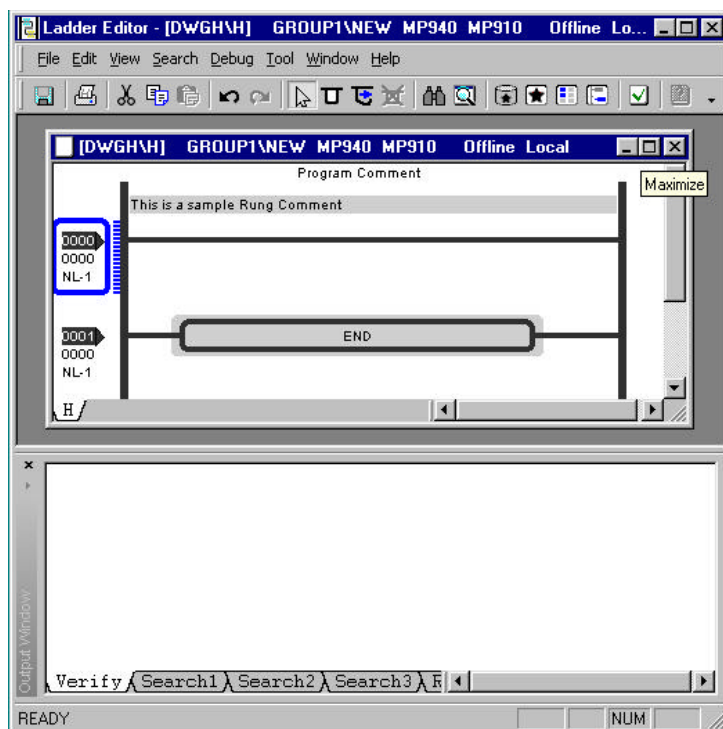 Ladder Editor - [DWGH\H]   GROUP1\NEW  MP940  MP910     Offline  Lo...
File Edit View Search Debug Tool Window Help
[DWGH\H]   GROUP1\NEW  MP940  MP910     Offline  Local
Program Comment
Maximize
This is a sample Rung Comment
0000
0000
NL-1
0001
END
0000
NL-1
H
Output Window
Verify Search1 Search2 Search3
READY
NUM